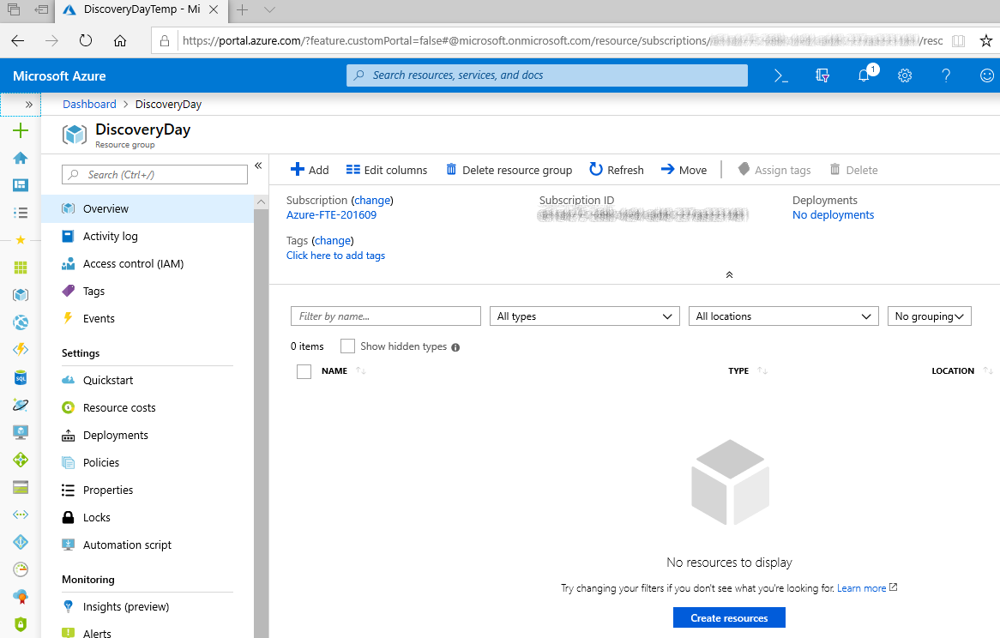 DiscoveryDayTemp - Mi
https://portal.azure.com/?feature.customPortal=false#@microsoft.onmicrosoft.com/resource/subscriptions/ /resc
Microsoft Azure
Search resources, services, and docs
1
Dashboard > DiscoveryDay
DiscoveryDay
Resource group
Search (Ctrl+/)
Overview
Activity log
Access control (IAM)
Tags
Events
Settings
Quickstart
Resource costs
Deployments
Policies
Properties
Locks
Automation script
Monitoring
Insights (preview)
Alerts
SQL
Add Edit columns Delete resource group Refresh Move Assign tags Delete
Subscription (change)
Azure-FTE-201609
Subscription ID
Deployments
No deployments
Tags (change)
Click here to add tags
Filter by name... All types All locations No grouping
0 items Show hidden types
NAME TYPE LOCATION
No resources to display
Try changing your filters if you don't see what you're looking for. Learn more
Create resources